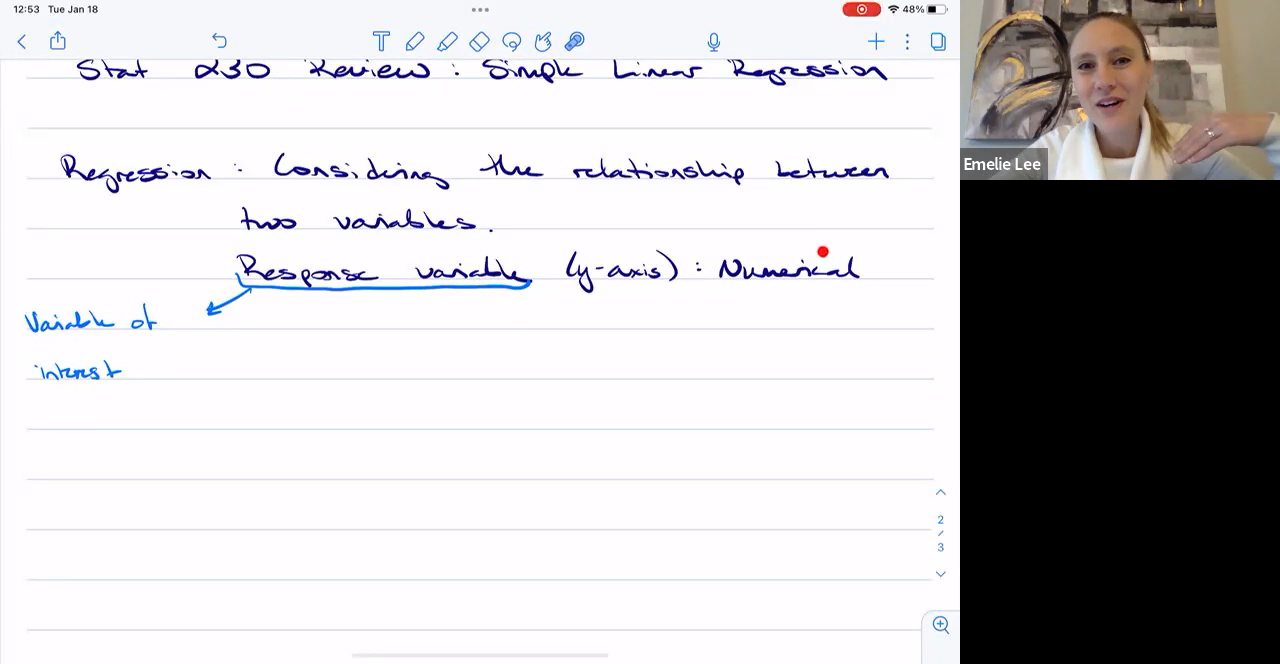 12:53 Tue Jan 18
48%
Stat 230 Review : Simple Linear Regression
Regression : Considering the relationship between
two variables.
Response variable (y-axis) : Numerical
Variable of
interest
2
/
3
Emelie Lee